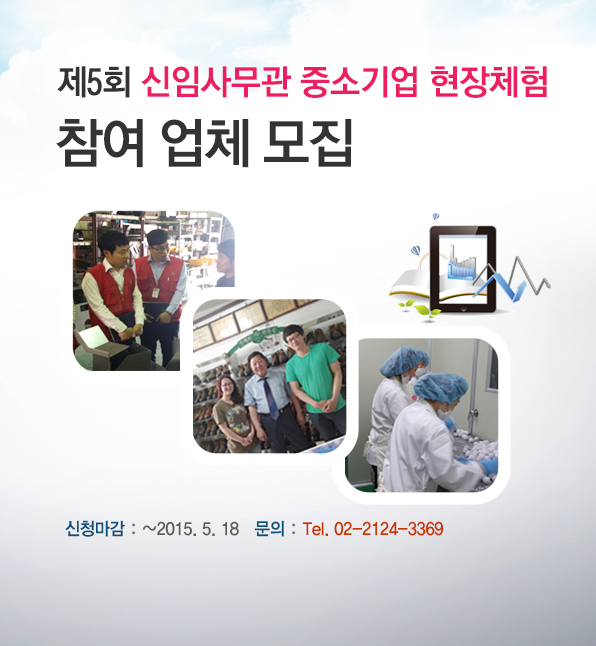 제5회 신임사무관 중소기업 현장체험
참여 업체 모집
신청마감 : ~2015. 5. 18 문의 : Tel. 02-2124-3369